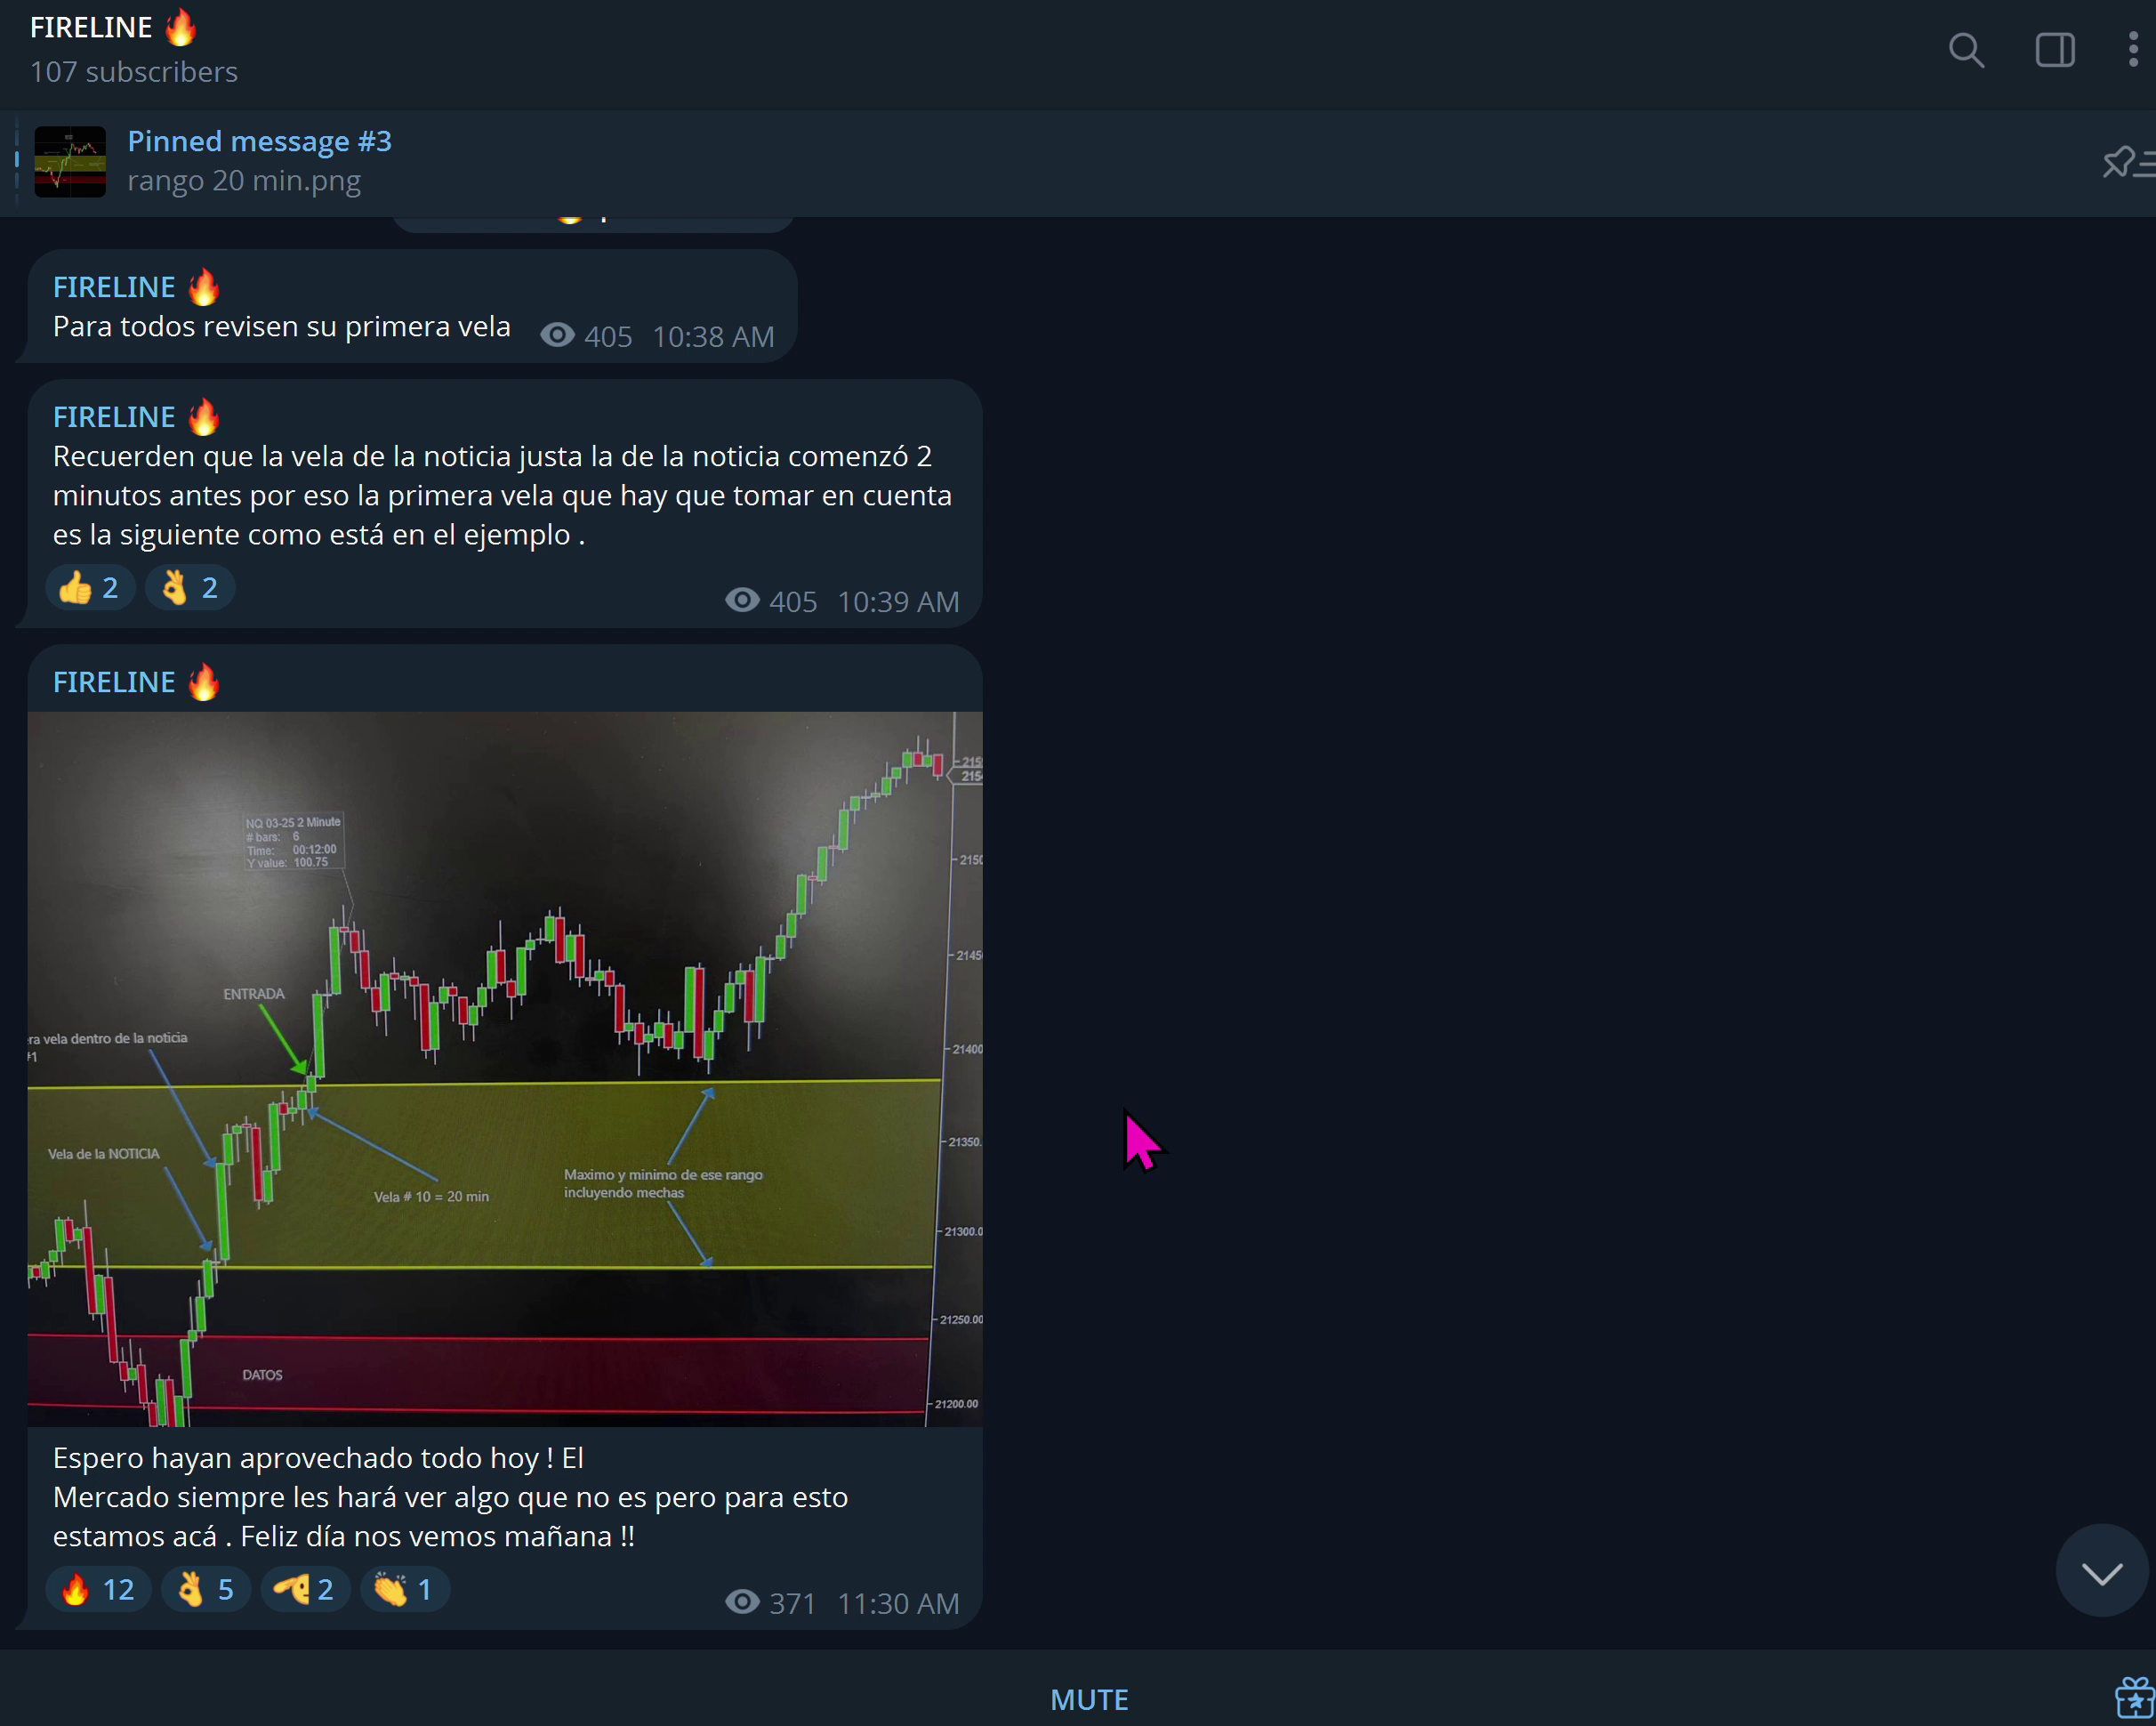 FIRELINE 🔥
107 subscribers
Pinned message #3
rango 20 min.png
FIRELINE 🔥
Para todos revisen su primera vela
405 10:38 AM
FIRELINE 🔥
Recuerden que la vela de la noticia justa la de la noticia comenzó 2
minutos antes por eso la primera vela que hay que tomar en cuenta
es la siguiente como está en el ejemplo .
👍 2 👌 2
405 10:39 AM
FIRELINE 🔥
NQ 03-25 2 Minute
# bars: 6
Time: 00:12:00
Y value: 100.75
ENTRADA
ra vela dentro de la noticia
#1
Vela de la NOTICIA
Vela # 10 = 20 min
Maximo y minimo de ese rango
incluyendo mechas
DATOS
215
2154
2150
2145
21400
21350.
21300.0
21250.00
21200.00
Espero hayan aprovechado todo hoy ! El
Mercado siempre les hará ver algo que no es pero para esto
estamos acá . Feliz día nos vemos mañana !!
🔥 12 👌 5 2 👏 1
371 11:30 AM
MUTE